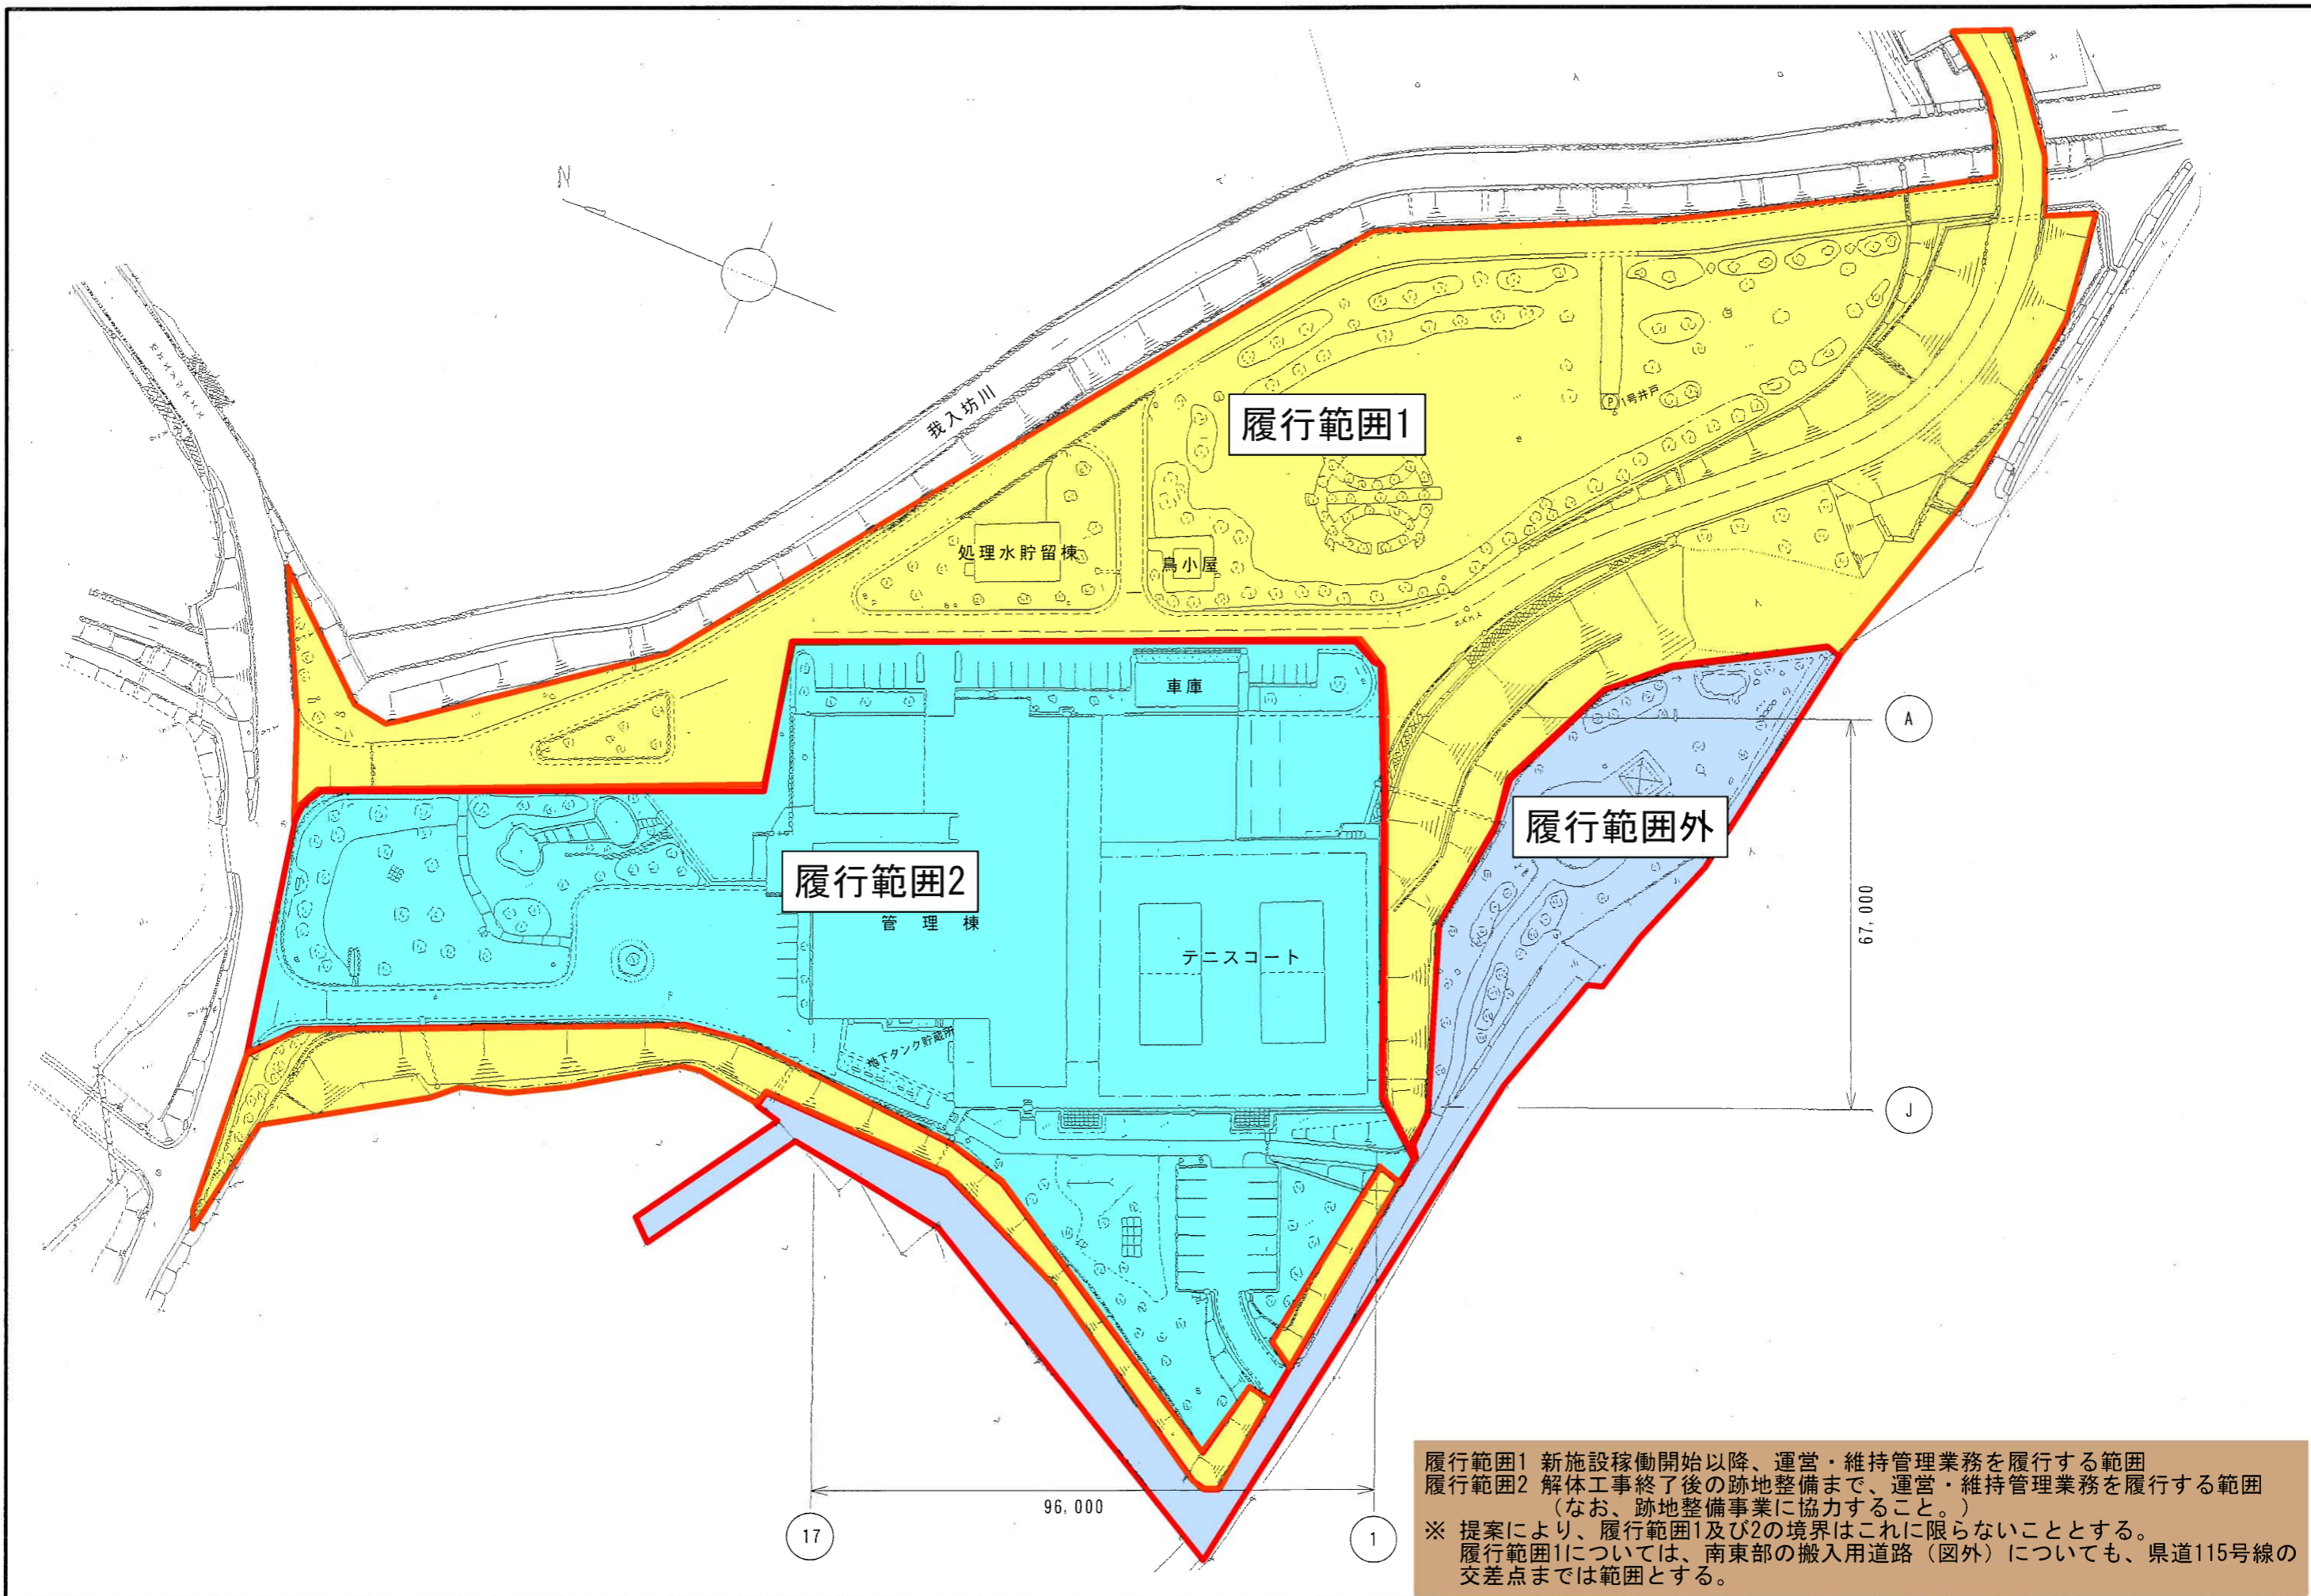 N
我入坊川
履行範囲1
1号井戸
P
処理水貯留棟
鳥小屋
車庫
A
履行範囲外
履行範囲2
管理棟
67,000
テニスコート
地下タンク貯蔵所
J
96,000
17
1
履行範囲1 新施設稼働開始以降、運営・維持管理業務を履行する範囲
履行範囲2 解体工事終了後の跡地整備まで、運営・維持管理業務を履行する範囲
（なお、跡地整備事業に協力すること。）
※ 提案により、履行範囲1及び2の境界はこれに限らないこととする。
履行範囲1については、南東部の搬入用道路（図外）についても、県道115号線の
交差点までは範囲とする。